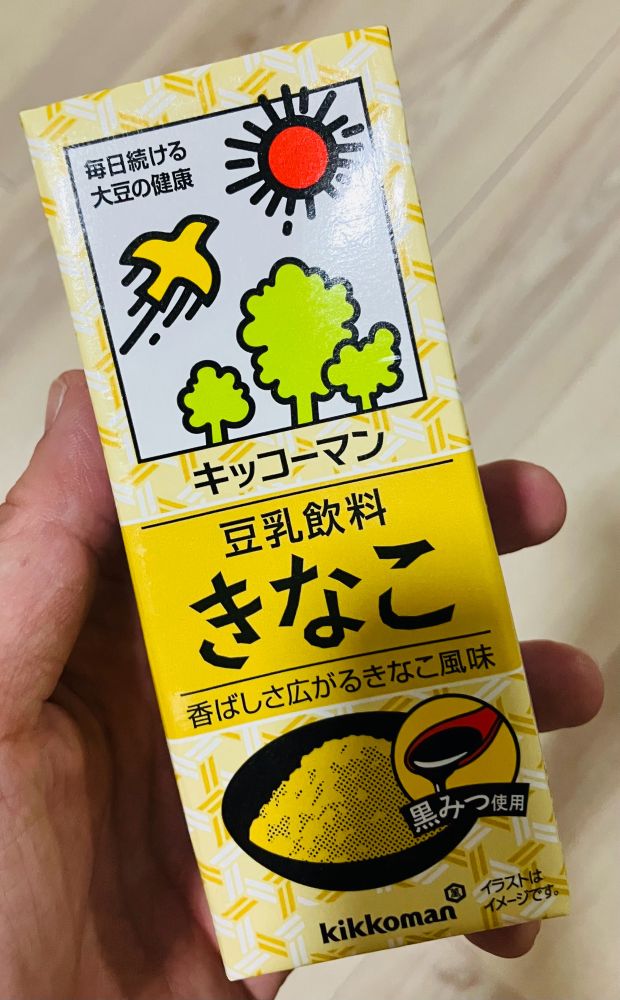 毎日続ける
大豆の健康
キッコーマン
豆乳飲料
きなこ
香ばしさ広がるきなこ風味
黒みつ使用
kikkoman
イラストは
イメージです。